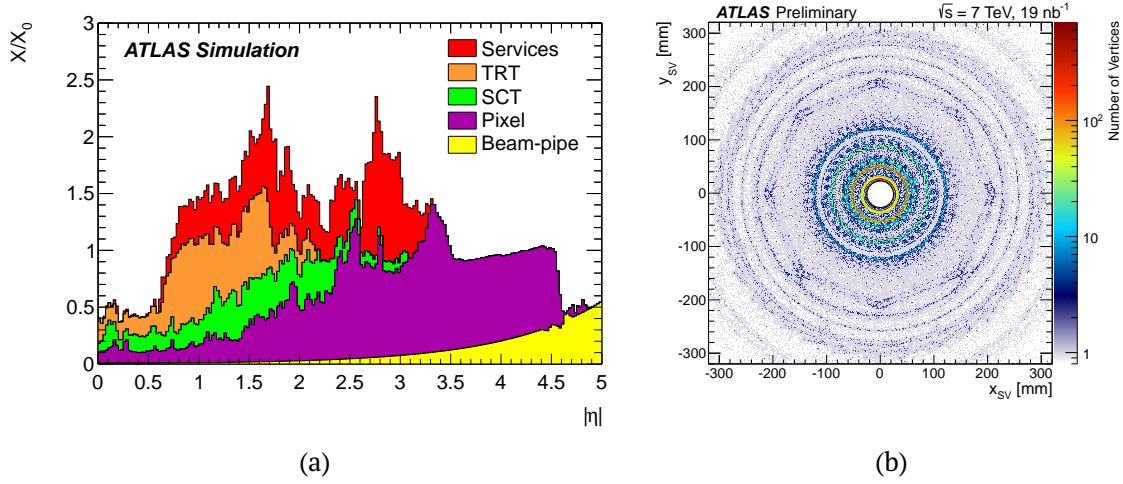 X/X0
3
2.5
2
1.5
1
0.5
0
ATLAS Simulation
Services
TRT
SCT
Pixel
Beam-pipe
0 0.5 1 1.5 2 2.5 3 3.5 4 4.5 5
|η|
(a)
ATLAS Preliminary √s = 7 TeV, 19 nb-1
ySV [mm]
300
200
100
0
-100
-200
-300
-300 -200 -100 0 100 200 300
xSV [mm]
Number of Vertices
10²
10
1
(b)